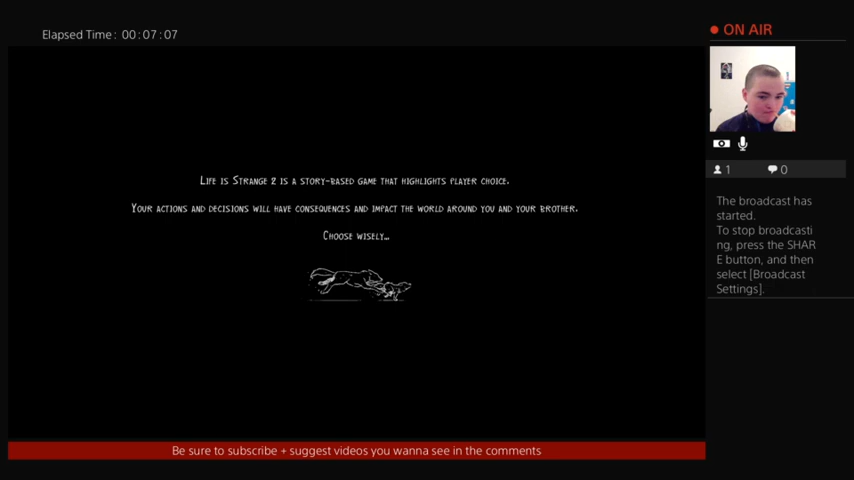 Elapsed Time: 00:07:07
ON AIR
LIFE IS STRANGE 2 IS A STORY-BASED GAME THAT HIGHLIGHTS PLAYER CHOICE.
YOUR ACTIONS AND DECISIONS WILL HAVE CONSEQUENCES AND IMPACT THE WORLD AROUND YOU AND YOUR BROTHER.
CHOOSE WISELY...
1 0
The broadcast has
started.
To stop broadcasti
ng, press the SHAR
E button, and then
select [Broadcast
Settings].
Be sure to subscribe + suggest videos you wanna see in the comments